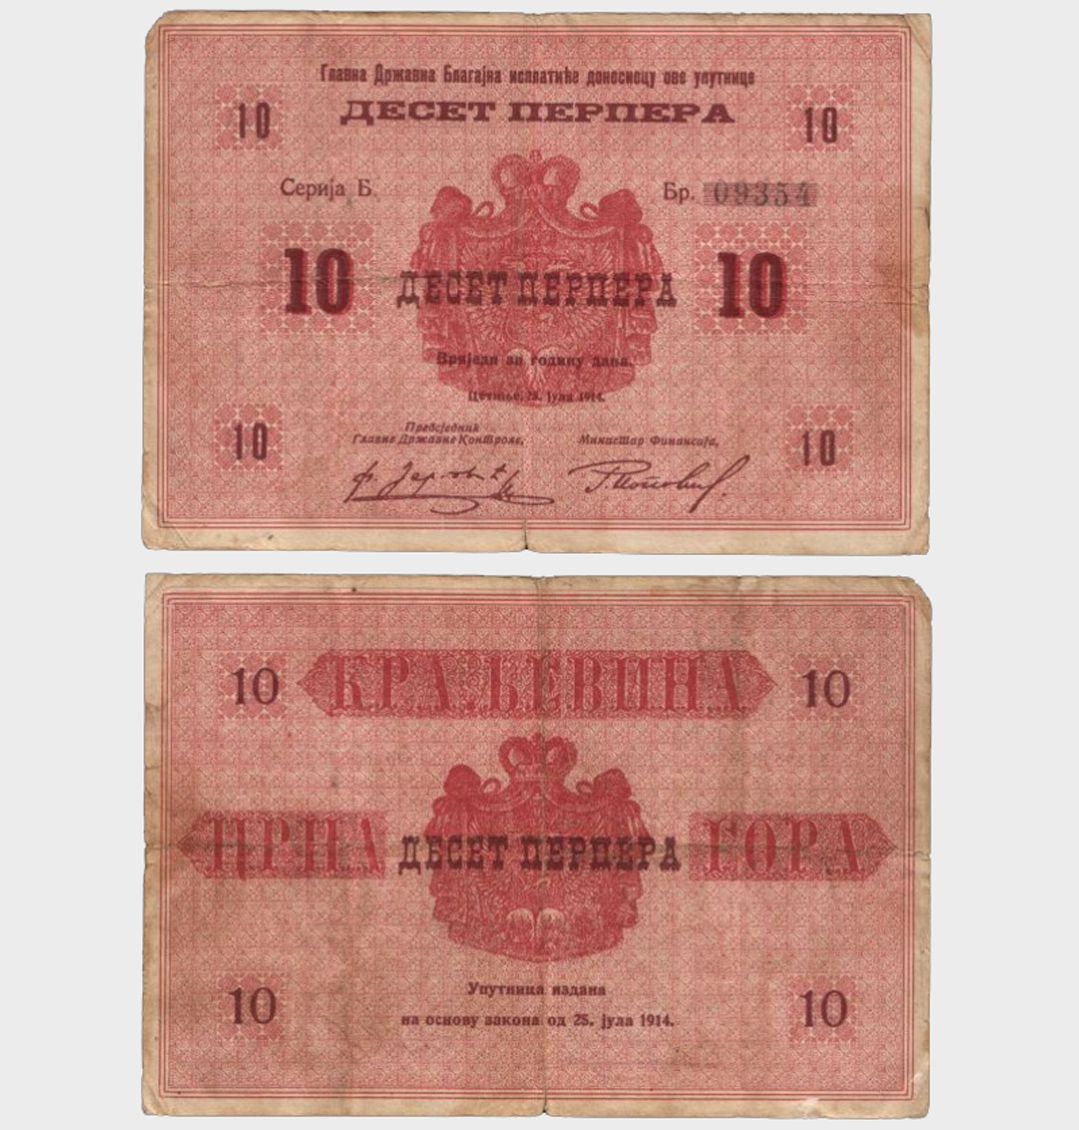 Главна Државна Благајна исплатиће доносиоцу ове упутнице
10 ДЕСЕТ ПЕРПЕРА 10
Серија Б. Бр. 09354
10 ДЕСЕТ ПЕРПЕРА 10
Вриједи за годину дана.
Цетиње, 25. јула 1914.
Предсједник
Главне Државне Контроле, Министар Финансија,
10 10
10 КРАЉЕВИНА 10
ЦРНА ДЕСЕТ ПЕРПЕРА ГОРА
Упутница издана
10 на основу закона од 25. јула 1914. 10